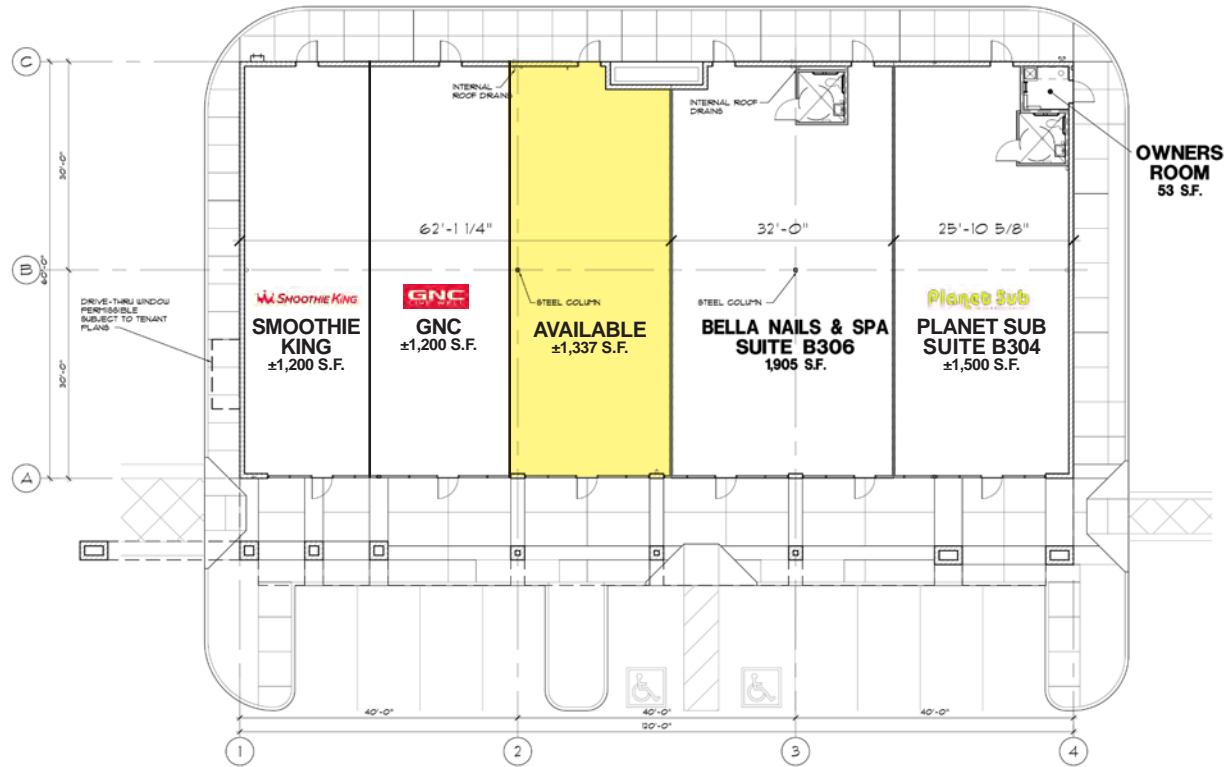 C
INTERNAL
ROOF DRAINS
INTERNAL ROOF
DRAINS
OWNERS
ROOM
53 S.F.
30'-0"
62'-1 1/4"
32'-0"
25'-10 5/8"
B
60'-0"
STEEL COLUMN
STEEL COLUMN
DRIVE-THRU WINDOW
PERMISSIBLE
SUBJECT TO TENANT
PLANS
SMOOTHIE KING
SMOOTHIE
KING
±1,200 S.F.
GNC
LIVE WELL
GNC
±1,200 S.F.
AVAILABLE
±1,337 S.F.
BELLA NAILS & SPA
SUITE B306
1,905 S.F.
Planet Sub
PLANET SUB
SUITE B304
±1,500 S.F.
30'-0"
A
40'-0"
40'-0"
40'-0"
120'-0"
1
2
3
4